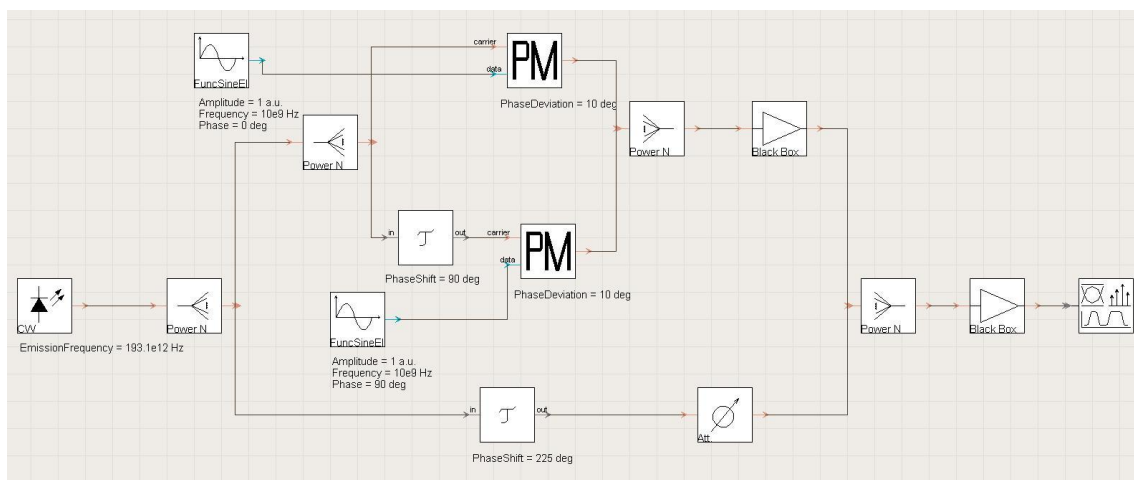 carrier
PM
data
FuncSineEl
Amplitude = 1 a.u.
Frequency = 10e9 Hz
Phase = 0 deg
PhaseDeviation = 10 deg
Power N
Power N
Black Box
in
τ
out
carrier
PM
data
PhaseShift = 90 deg
PhaseDeviation = 10 deg
CW
EmissionFrequency = 193.1e12 Hz
Power N
FuncSineEl
Amplitude = 1 a.u.
Frequency = 10e9 Hz
Phase = 90 deg
Power N
Black Box
in
τ
out
PhaseShift = 225 deg
Att.